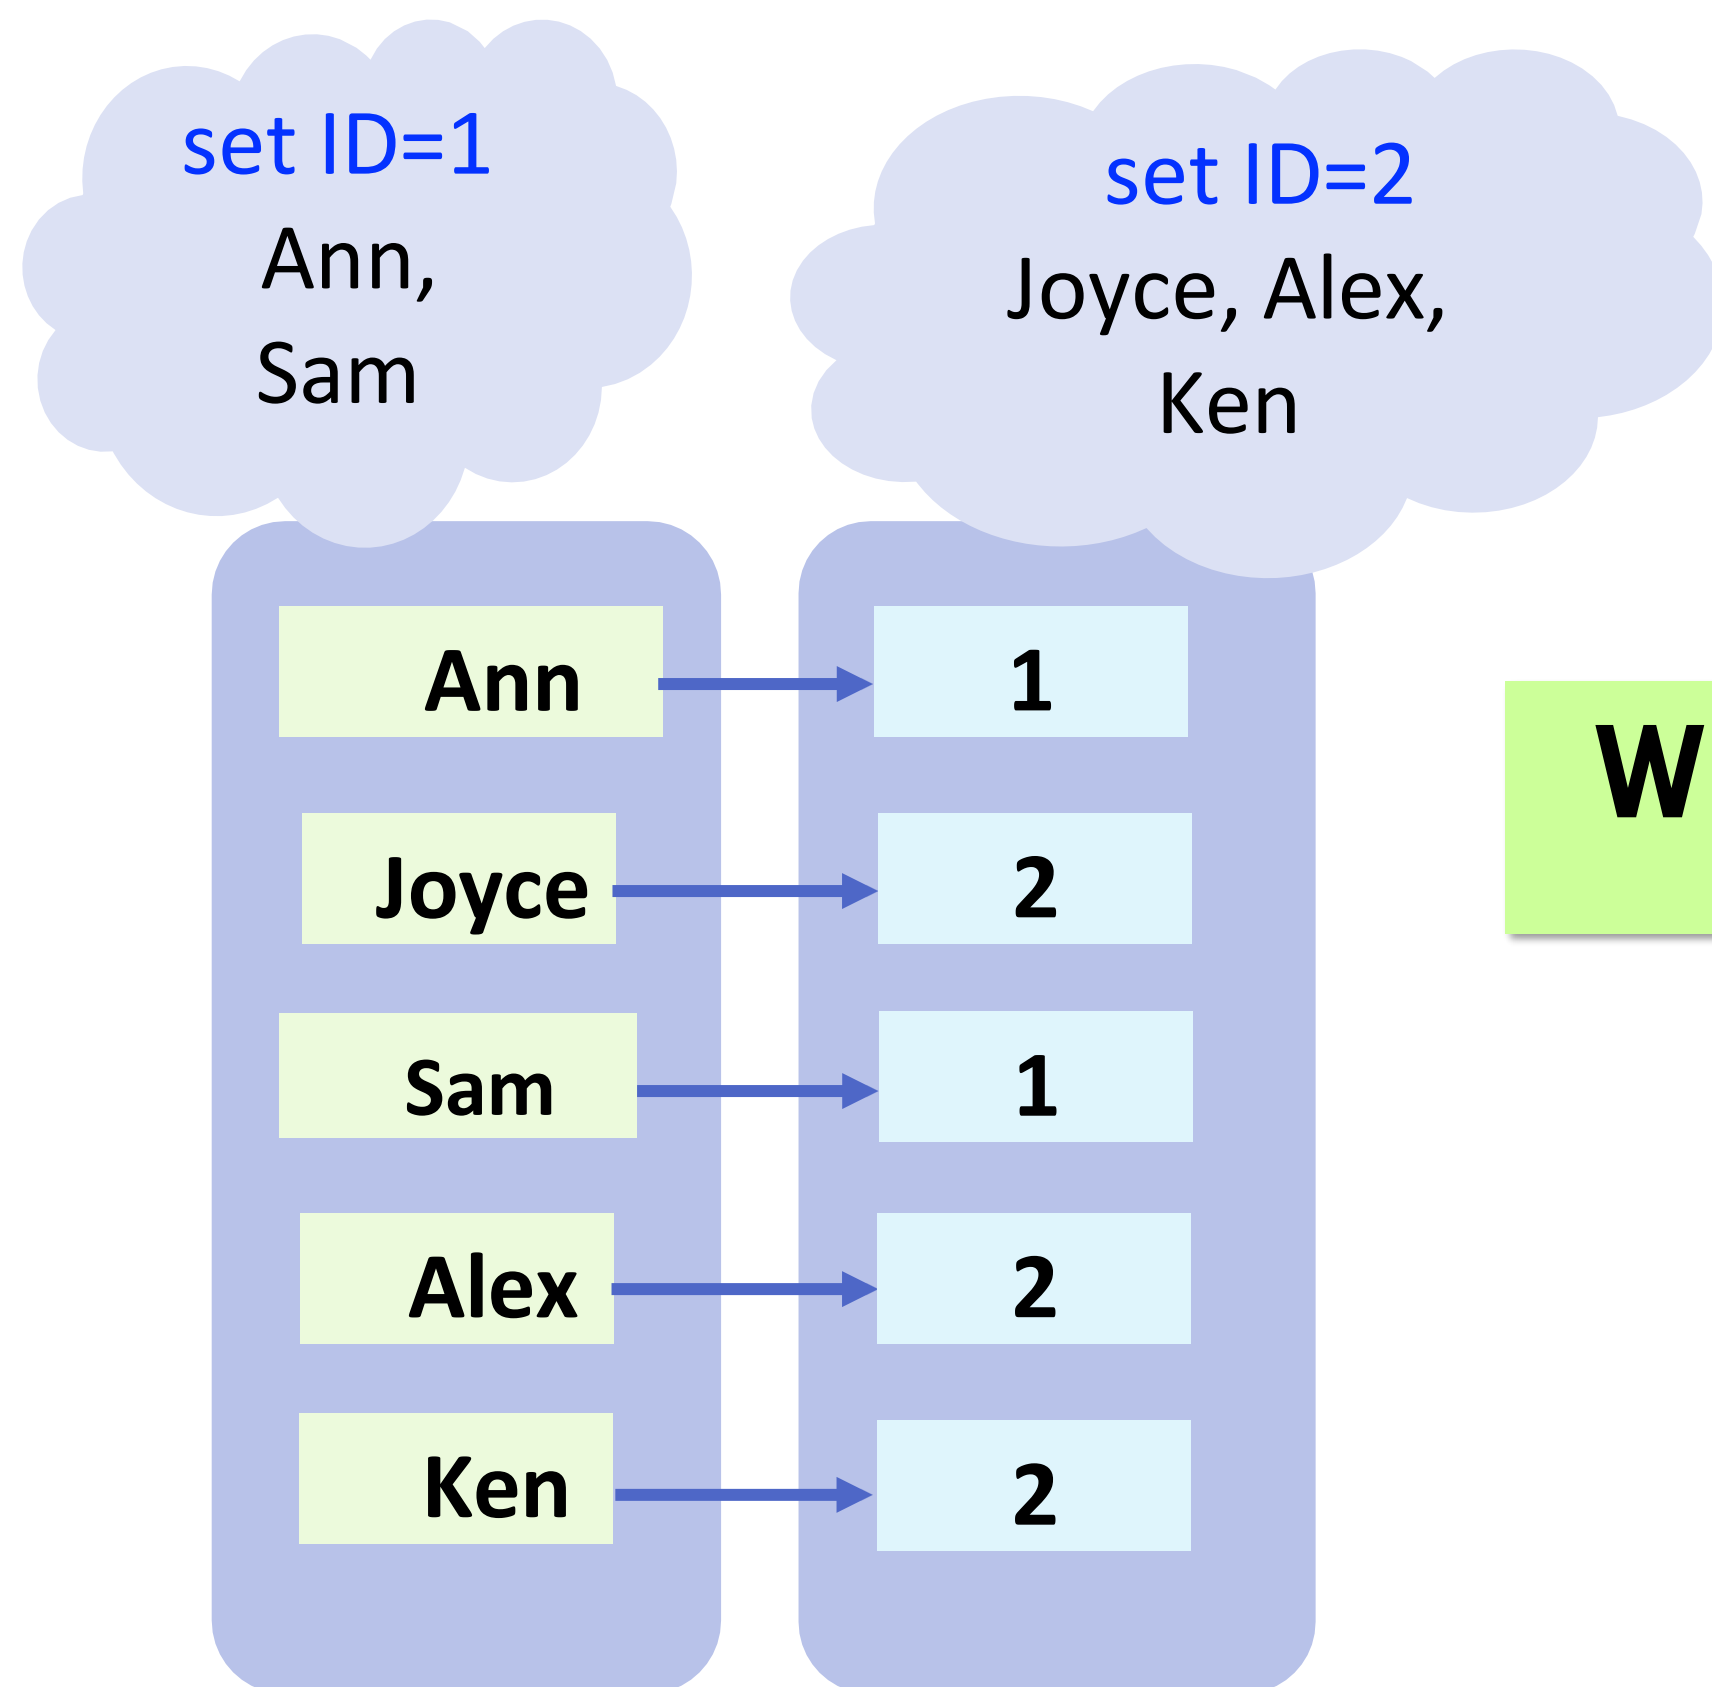 set ID=1
Ann,
Sam
set ID=2
Joyce, Alex,
Ken
Ann
1
Joyce
2
Sam
1
Alex
2
Ken
2
W